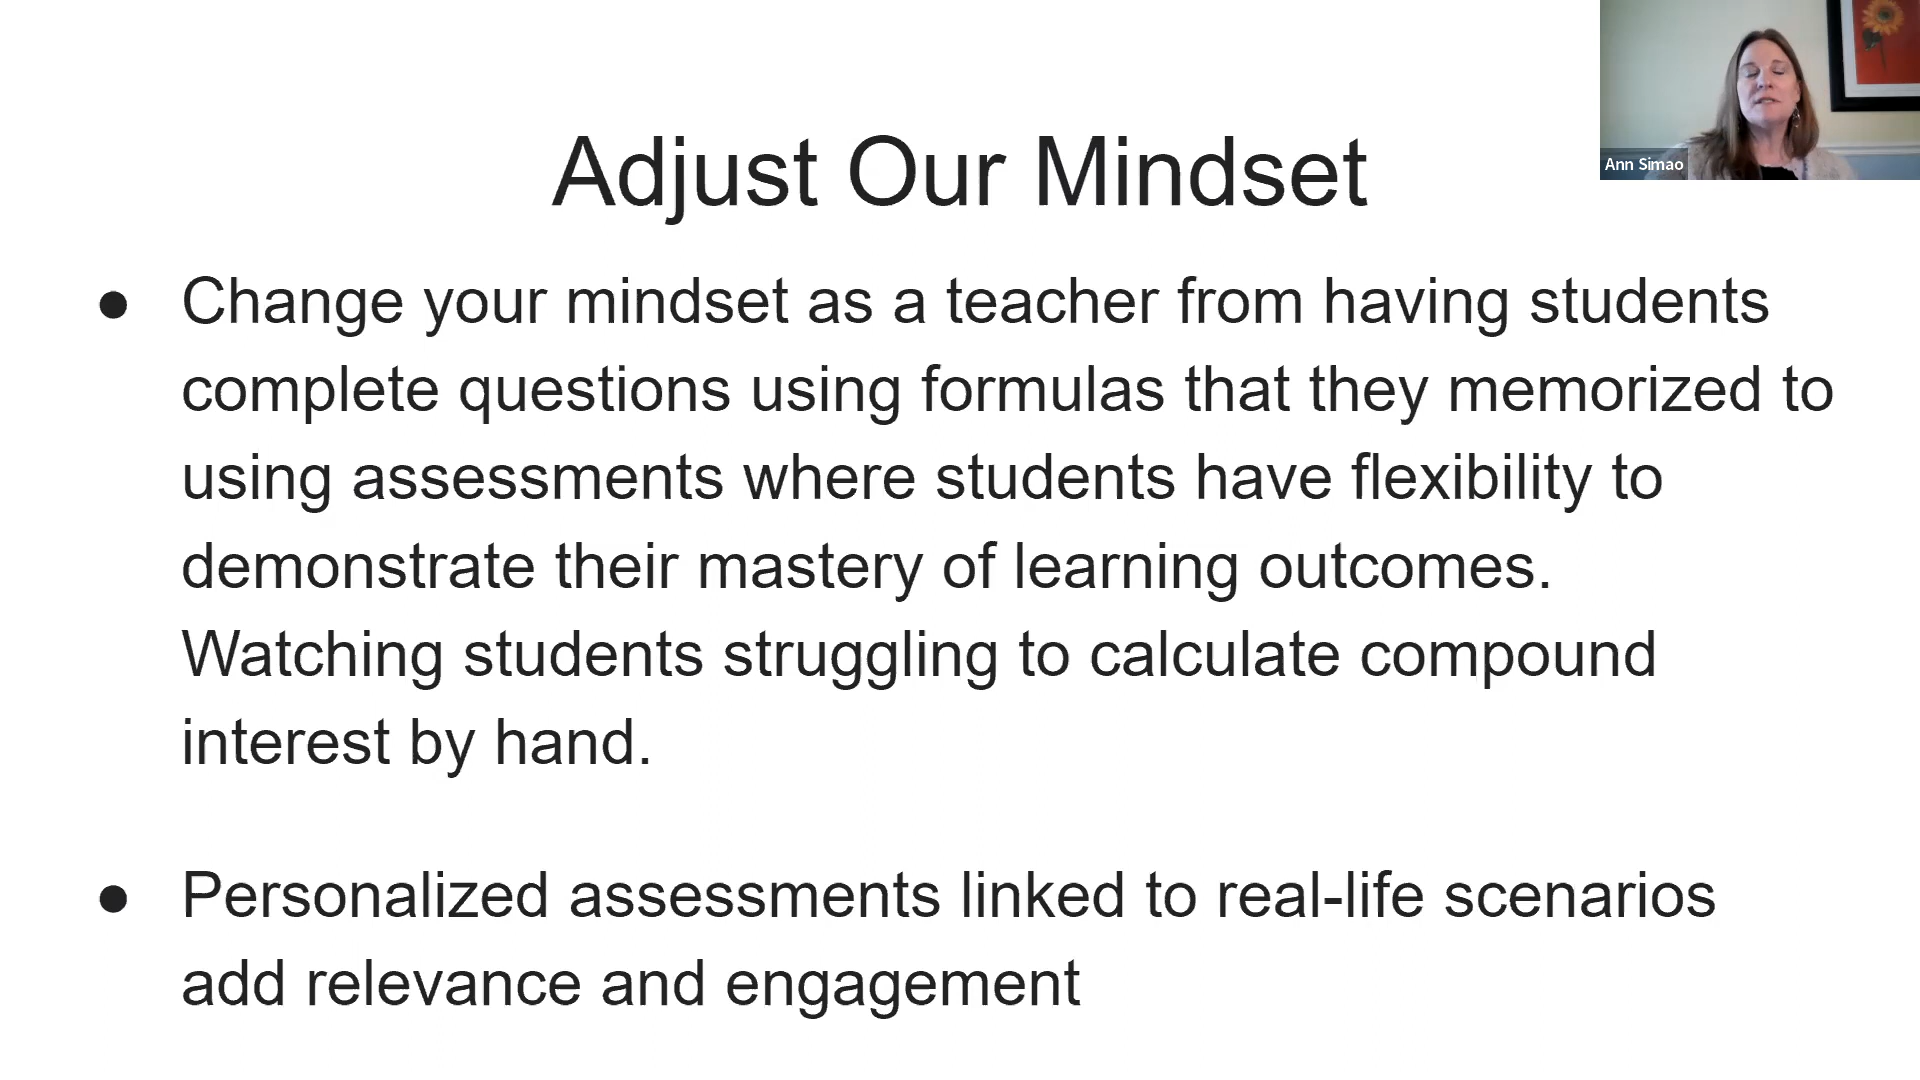 Adjust Our Mindset
Ann Simao
● Change your mindset as a teacher from having students
complete questions using formulas that they memorized to
using assessments where students have flexibility to
demonstrate their mastery of learning outcomes.
Watching students struggling to calculate compound
interest by hand.
● Personalized assessments linked to real-life scenarios
add relevance and engagement